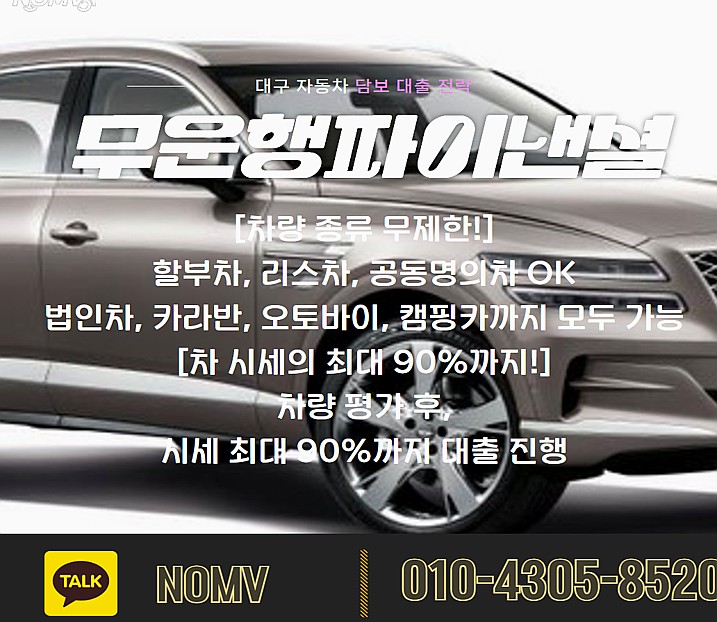 대구 자동차 담보 대출 전략
무운행파이낸셜
[차량 종류 무제한!]
할부차, 리스차, 공동명의차 OK
법인차, 카라반, 오토바이, 캠핑카까지 모두 가능
[차 시세의 최대 90%까지!]
차량 평가 후,
시세 최대 90%까지 대출 진행
TALK
NOMV
010-4305-8520